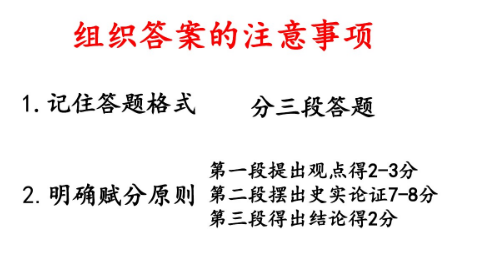 组织答案的注意事项
1.记住答题格式 分三段答题
第一段提出观点得2-3分
2.明确赋分原则 第二段摆出史实论证7-8分
第三段得出结论得2分